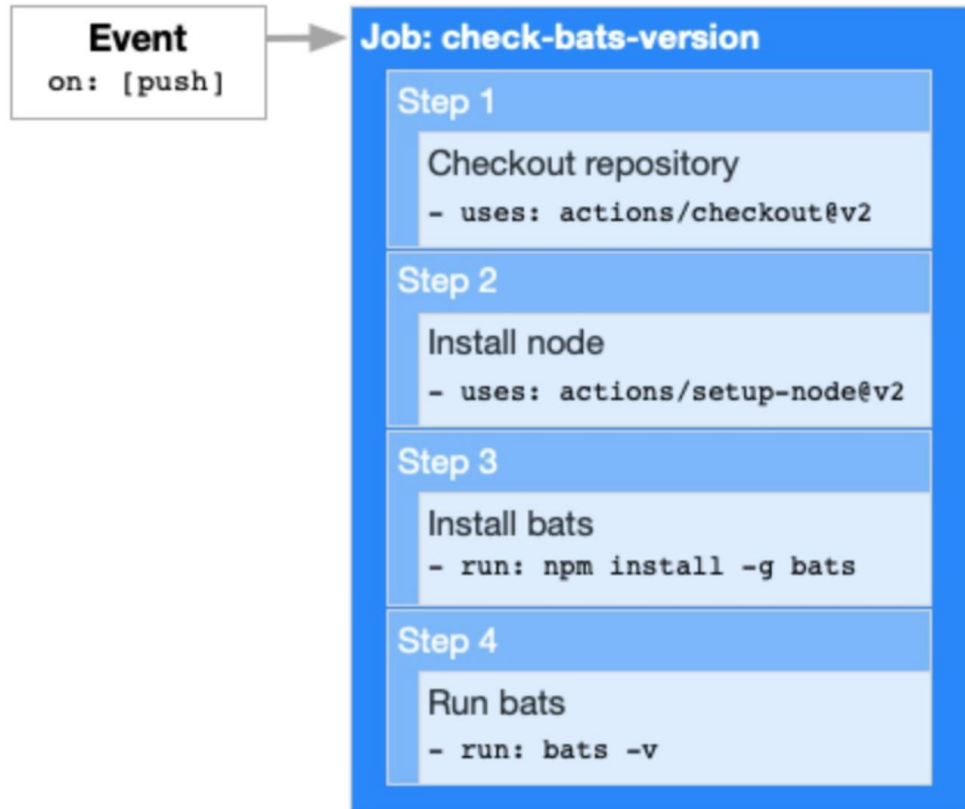 Event
on: [push]
Job: check-bats-version
Step 1
Checkout repository
- uses: actions/checkout@v2
Step 2
Install node
- uses: actions/setup-node@v2
Step 3
Install bats
- run: npm install -g bats
Step 4
Run bats
- run: bats -v